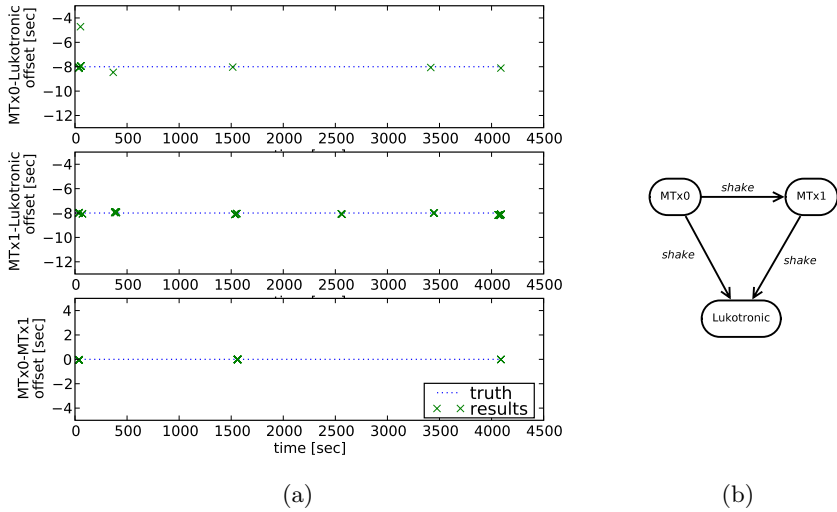 MTx0-Lukotronic
offset [sec]
−4
−6
−8
−10
−12
0 500 1000 1500 2000 2500 3000 3500 4000 4500
MTx1-Lukotronic
offset [sec]
−4
−6
−8
−10
−12
0 500 1000 1500 2000 2500 3000 3500 4000 4500
MTx0-MTx1
offset [sec]
4
2
0
−2
−4
truth
results
0 500 1000 1500 2000 2500 3000 3500 4000 4500
time [sec]
(a)
MTx0
shake
MTx1
shake
shake
Lukotronic
(b)